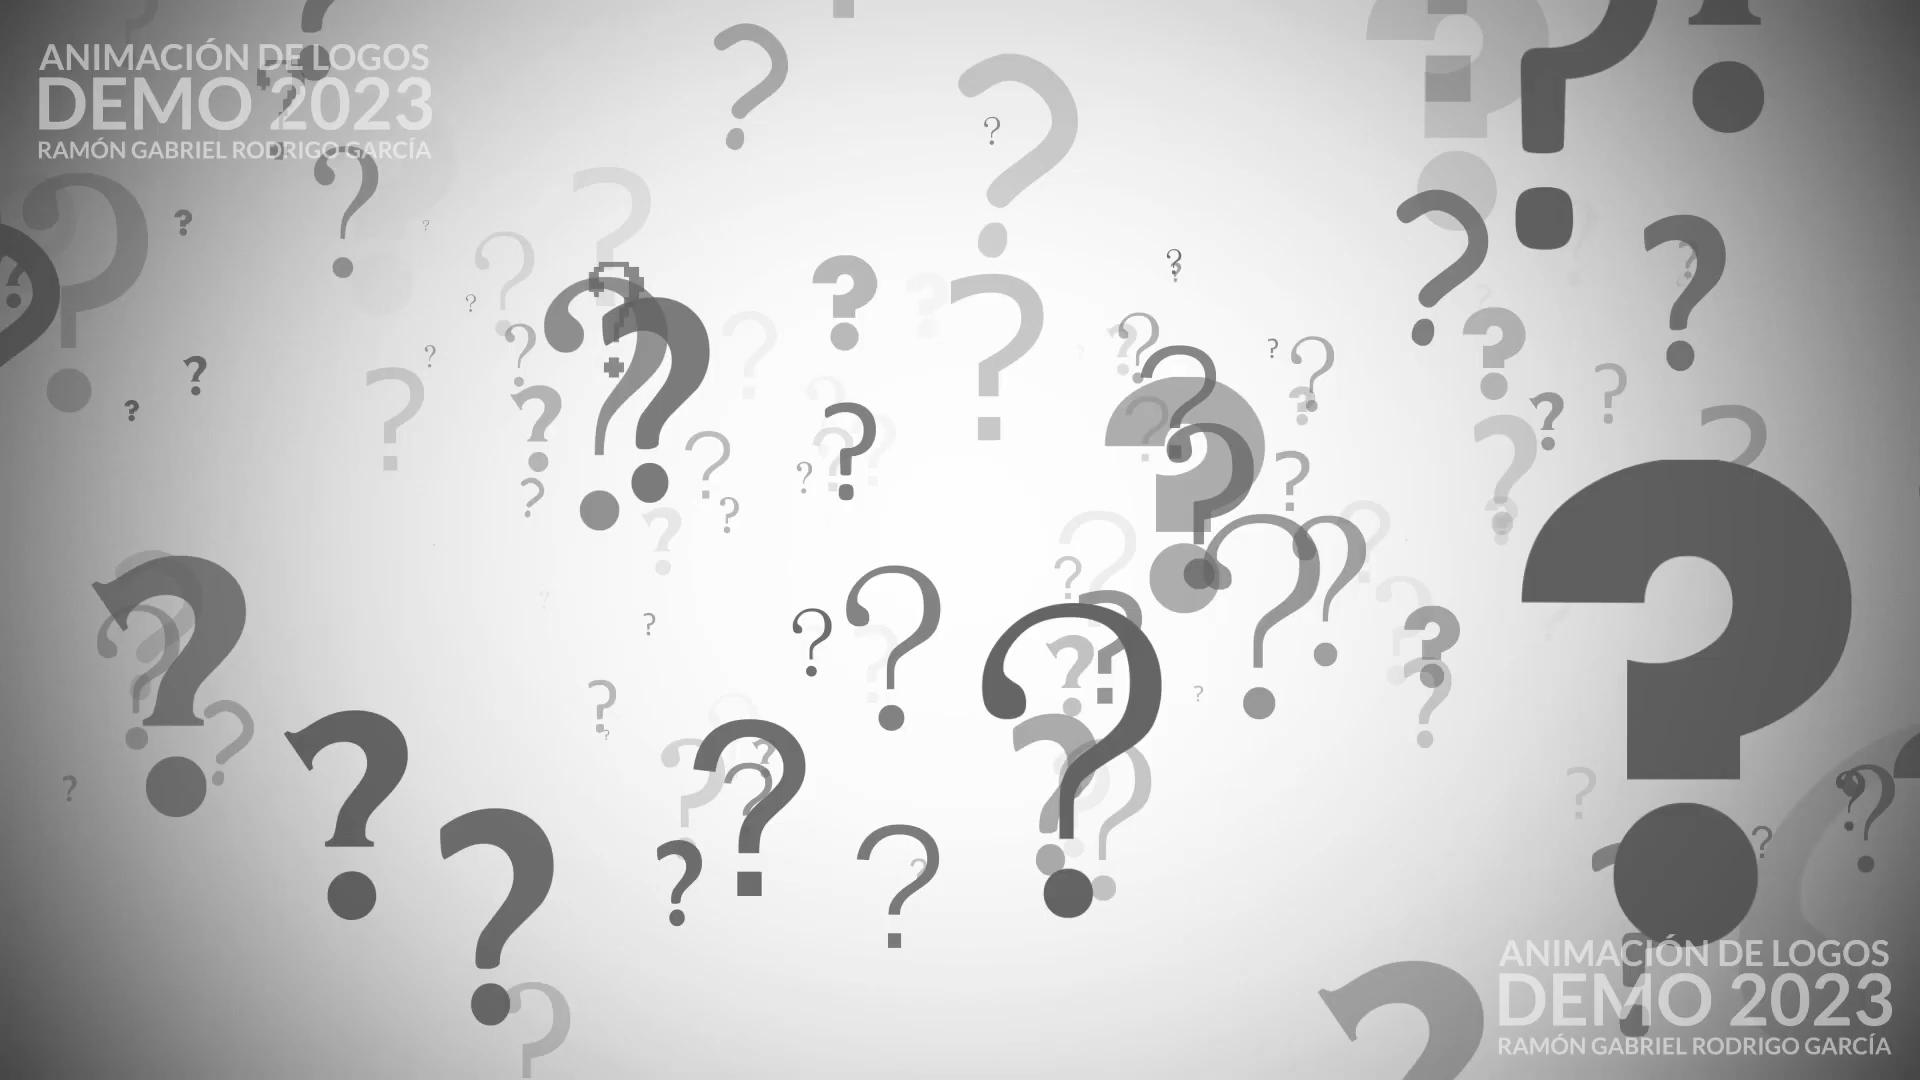 ANIMACIÓN DE LOGOS
DEMO 2023
RAMÓN GABRIEL RODRIGO GARCÍA
?
ANIMACIÓN DE LOGOS
DEMO 2023
RAMÓN GABRIEL RODRIGO GARCÍA